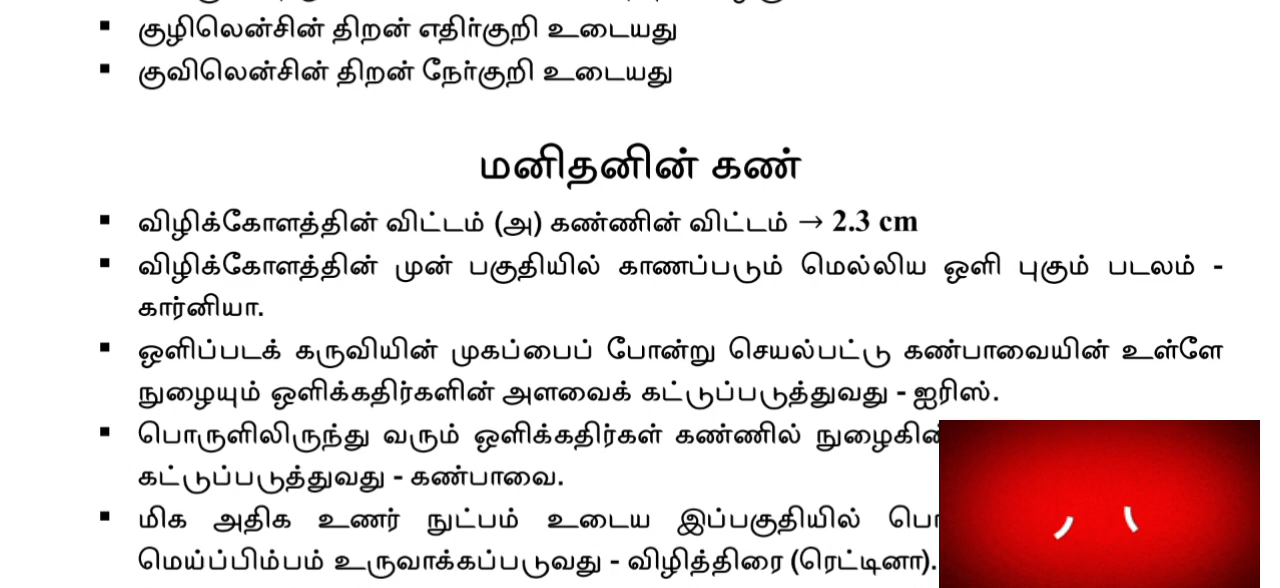 ▪ குழிலென்சின் திறன் எதிர்குறி உடையது
▪ குவிலென்சின் திறன் நேர்குறி உடையது
மனிதனின் கண்
▪ விழிக்கோளத்தின் விட்டம் (அ) கண்ணின் விட்டம் → 2.3 cm
▪ விழிக்கோளத்தின் முன் பகுதியில் காணப்படும் மெல்லிய ஒளி புகும் படலம் -
கார்னியா.
▪ ஒளிப்படக் கருவியின் முகப்பைப் போன்று செயல்பட்டு கண்பாவையின் உள்ளே
நுழையும் ஒளிக்கதிர்களின் அளவைக் கட்டுப்படுத்துவது - ஐரிஸ்.
▪ பொருளிலிருந்து வரும் ஒளிக்கதிர்கள் கண்ணில்
கட்டுப்படுத்துவது - கண்பாவை.
▪ மிக அதிக உணர் நுட்பம் உடைய இப்பகுதியில்
மெய்ப்பிம்பம் உருவாக்கப்படுவது - விழித்திரை (ரெட்டினா).